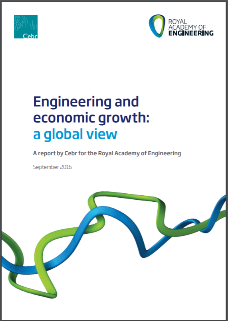 Cebr
ROYAL
ACADEMY OF
ENGINEERING
Engineering and
economic growth:
a global view
A report by Cebr for the Royal Academy of Engineering
September 2016